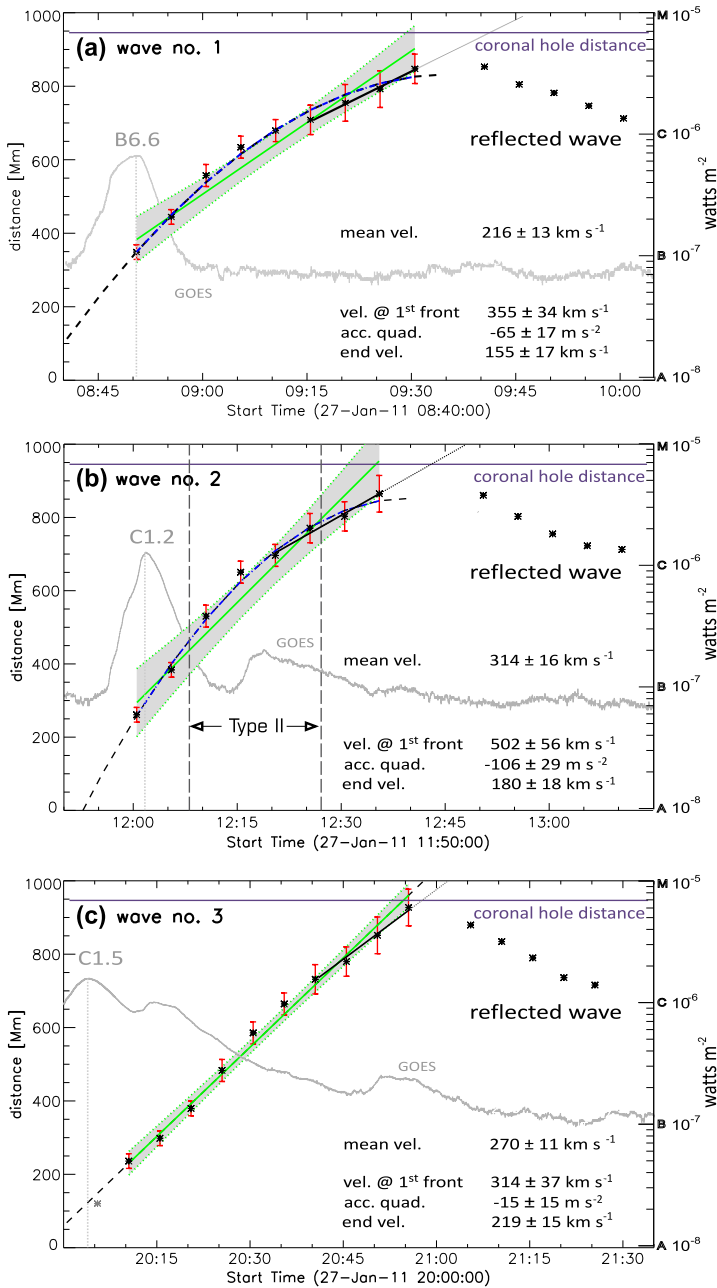 (a) wave no. 1
coronal hole distance
B6.6
reflected wave
GOES
mean vel. 216 ± 13 km s⁻¹
vel. @ 1ˢᵗ front 355 ± 34 km s⁻¹
acc. quad. -65 ± 17 m s⁻²
end vel. 155 ± 17 km s⁻¹
distance [Mm]
1000
800
600
400
200
0
M 10⁻⁵
C 10⁻⁶
B 10⁻⁷
A 10⁻⁸
watts m⁻²
08:45 09:00 09:15 09:30 09:45 10:00
Start Time (27-Jan-11 08:40:00)
(b) wave no. 2
coronal hole distance
C1.2
reflected wave
GOES
mean vel. 314 ± 16 km s⁻¹
Type II
vel. @ 1ˢᵗ front 502 ± 56 km s⁻¹
acc. quad. -106 ± 29 m s⁻²
end vel. 180 ± 18 km s⁻¹
distance [Mm]
1000
800
600
400
200
0
M 10⁻⁵
C 10⁻⁶
B 10⁻⁷
A 10⁻⁸
watts m⁻²
12:00 12:15 12:30 12:45 13:00
Start Time (27-Jan-11 11:50:00)
(c) wave no. 3
coronal hole distance
C1.5
reflected wave
GOES
mean vel. 270 ± 11 km s⁻¹
vel. @ 1ˢᵗ front 314 ± 37 km s⁻¹
acc. quad. -15 ± 15 m s⁻²
end vel. 219 ± 15 km s⁻¹
distance [Mm]
1000
800
600
400
200
0
M 10⁻⁵
C 10⁻⁶
B 10⁻⁷
A 10⁻⁸
watts m⁻²
20:15 20:30 20:45 21:00 21:15 21:30
Start Time (27-Jan-11 20:00:00)